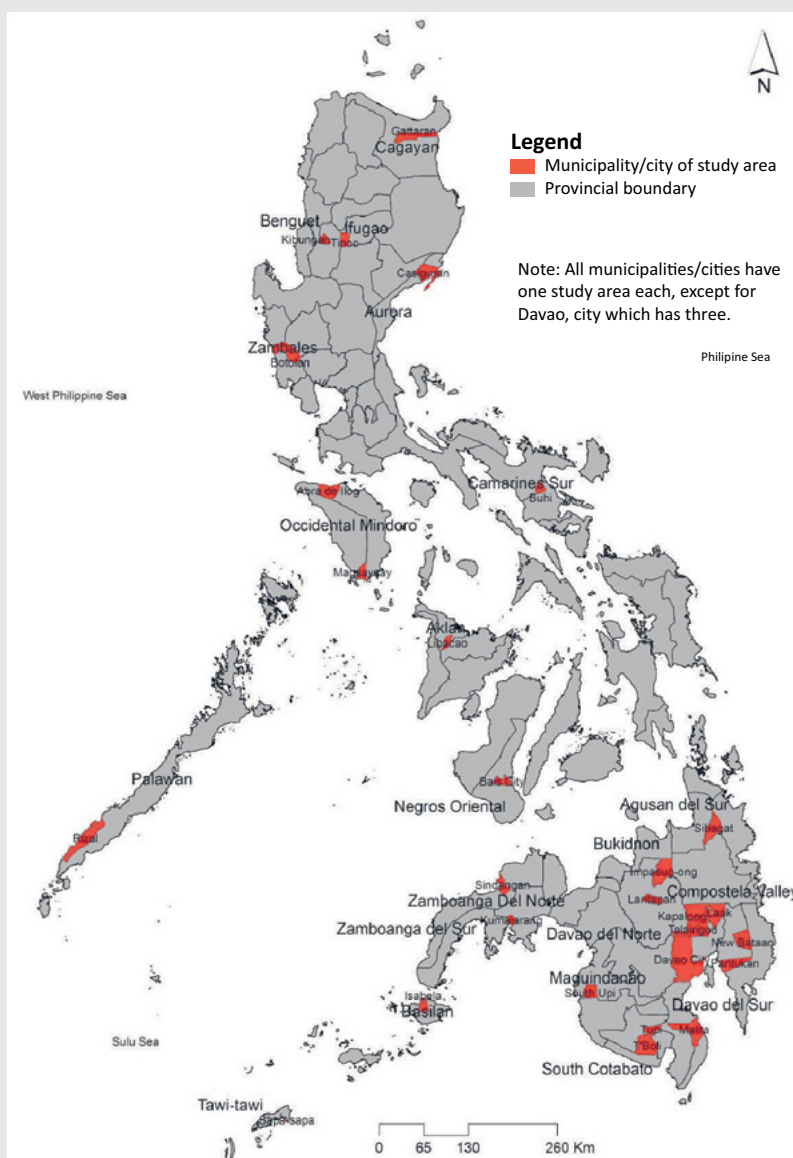 N
Gattaran
Cagayan
Legend
Municipality/city of study area
Provincial boundary
Benguet
Ifugao
Kibungan
Tinoc
Note: All municipalities/cities have
one study area each, except for
Davao, city which has three.
Casiguran
Aurora
Zambales
Botolan
Philipine Sea
West Philippine Sea
Camarines Sur
Buhi
Abra de Ilog
Occidental Mindoro
Magsaysay
Aklan
Libacao
Palawan
Rizal
Bais City
Negros Oriental
Agusan del Sur
Sibagat
Bukidnon
Impasug-ong
Sindangan
Zamboanga Del Norte
Lantapan
Compostela Valley
Kapalong
Laak
Kumalarang
Zamboanga del Sur
Davao del Norte
Talaingod
New Bataan
Davao City
Pantukan
Maguindanao
South Upi
Isabela
Basilan
Davao del Sur
Tupi
Malita
T'Boli
Sulu Sea
South Cotabato
Tawi-tawi
Sapa-sapa
0 65 130 260 Km